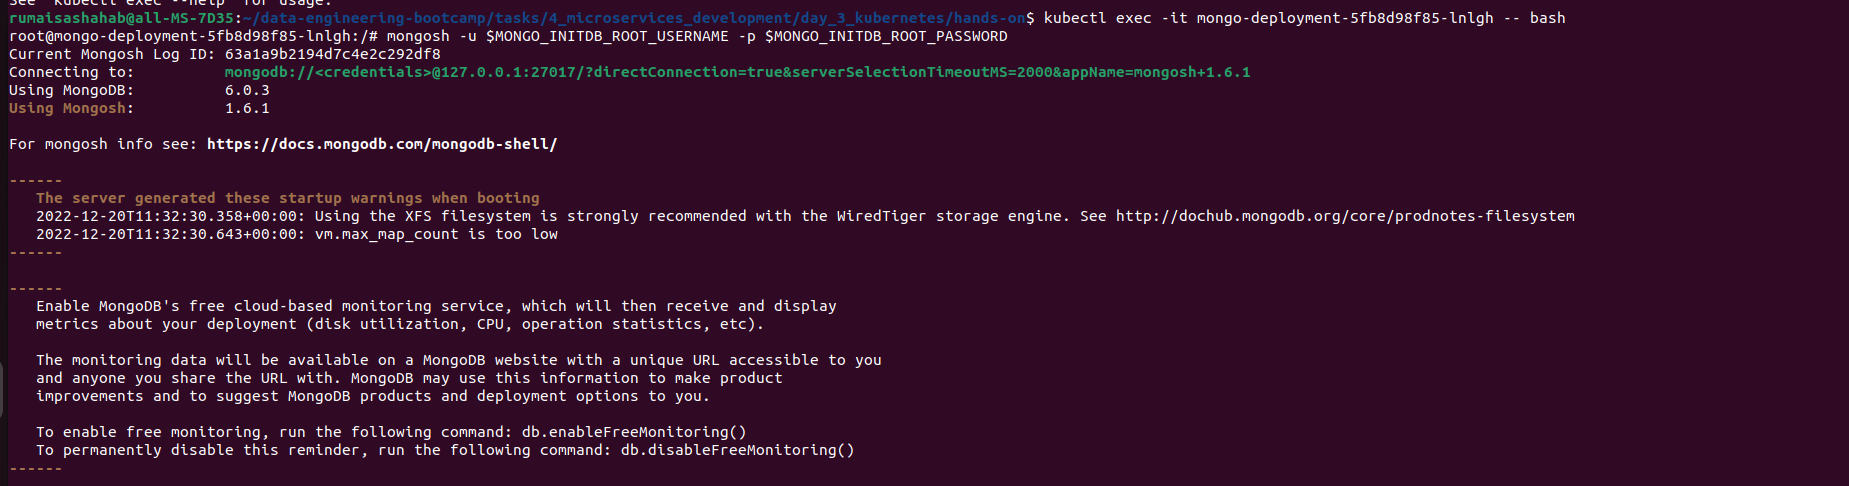 See 'kubectl exec --help' for usage.
rumaisashahab@all-MS-7D35:~/data-engineering-bootcamp/tasks/4_microservices_development/day_3_kubernetes/hands-on$ kubectl exec -it mongo-deployment-5fb8d98f85-lnlgh -- bash
root@mongo-deployment-5fb8d98f85-lnlgh:/# mongosh -u $MONGO_INITDB_ROOT_USERNAME -p $MONGO_INITDB_ROOT_PASSWORD
Current Mongosh Log ID: 63a1a9b2194d7c4e2c292df8
Connecting to: mongodb://<credentials>@127.0.0.1:27017/?directConnection=true&serverSelectionTimeoutMS=2000&appName=mongosh+1.6.1
Using MongoDB: 6.0.3
Using Mongosh: 1.6.1
For mongosh info see: https://docs.mongodb.com/mongodb-shell/
------
The server generated these startup warnings when booting
2022-12-20T11:32:30.358+00:00: Using the XFS filesystem is strongly recommended with the WiredTiger storage engine. See http://dochub.mongodb.org/core/prodnotes-filesystem
2022-12-20T11:32:30.643+00:00: vm.max_map_count is too low
------
------
Enable MongoDB's free cloud-based monitoring service, which will then receive and display
metrics about your deployment (disk utilization, CPU, operation statistics, etc).
The monitoring data will be available on a MongoDB website with a unique URL accessible to you
and anyone you share the URL with. MongoDB may use this information to make product
improvements and to suggest MongoDB products and deployment options to you.
To enable free monitoring, run the following command: db.enableFreeMonitoring()
To permanently disable this reminder, run the following command: db.disableFreeMonitoring()
------